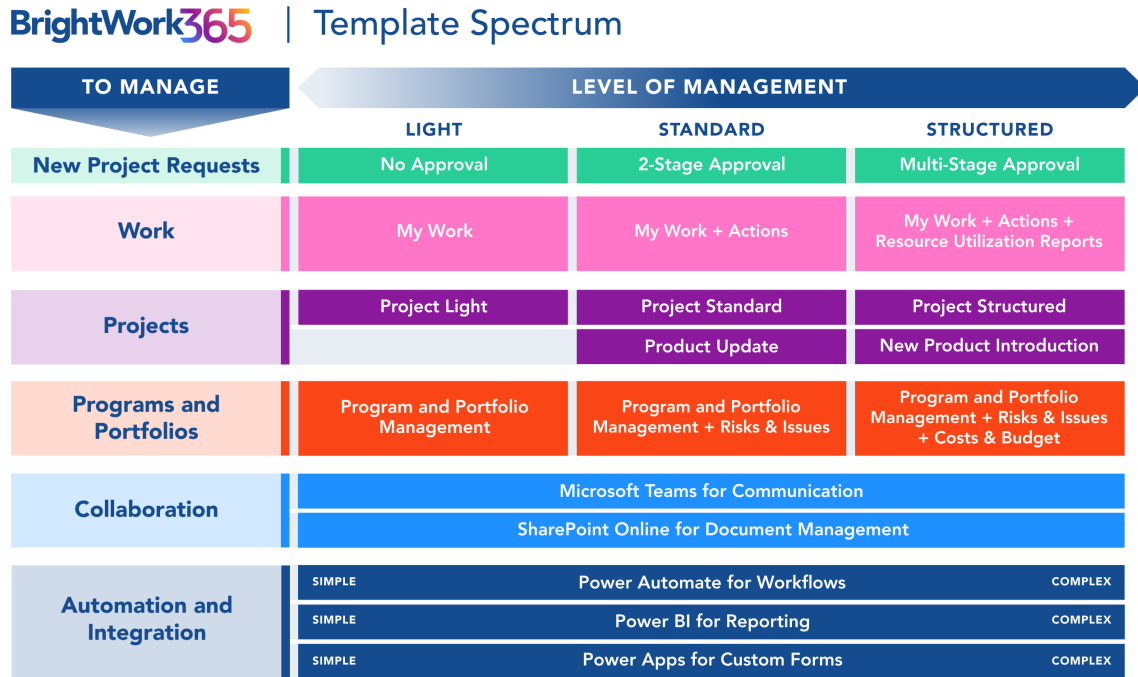 BrightWork365 | Template Spectrum
TO MANAGE
LEVEL OF MANAGEMENT
LIGHT
STANDARD
STRUCTURED
New Project Requests
No Approval
2-Stage Approval
Multi-Stage Approval
Work
My Work
My Work + Actions
My Work + Actions +
Resource Utilization Reports
Projects
Project Light
Project Standard
Project Structured
Product Update
New Product Introduction
Programs and
Portfolios
Program and Portfolio
Management
Program and Portfolio
Management + Risks & Issues
Program and Portfolio
Management + Risks & Issues
+ Costs & Budget
Collaboration
Microsoft Teams for Communication
SharePoint Online for Document Management
Automation and
Integration
SIMPLE
Power Automate for Workflows
COMPLEX
SIMPLE
Power BI for Reporting
COMPLEX
SIMPLE
Power Apps for Custom Forms
COMPLEX